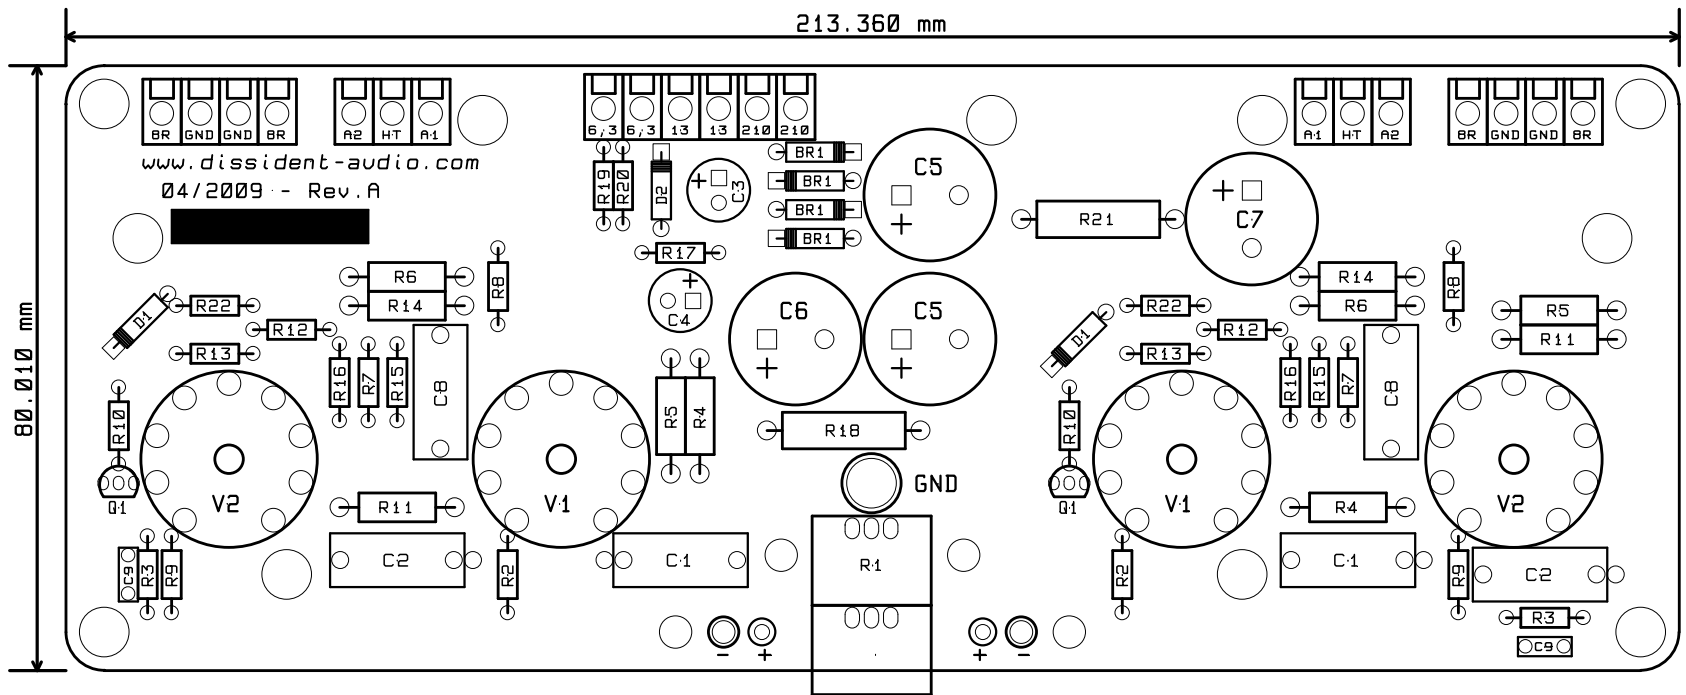 213.360 mm
80.010 mm
BR GND GND BR
A2 HT A1
6,3 6,3 13 13 210 210
A1 HT A2
BR GND GND BR
www.dissident-audio.com
04/2009 - Rev.A
R19
R20
D2
+
C3
BR1
BR1
BR1
BR1
C5
+
R21
+
C7
R17
+
C4
R6
R14
R8
D1
R22
R12
R13
R16
R7
R15
C8
R10
Q1
V2
V1
R11
C2
C9
R3
R9
R2
C1
R5
R4
C6
+
C5
+
R18
GND
R1
- +
+ -
R14
R6
R8
R5
R11
D1
R22
R12
R13
R16
R15
R7
C8
R10
Q1
V1
V2
R4
R2
C1
R9
C2
R3
C9